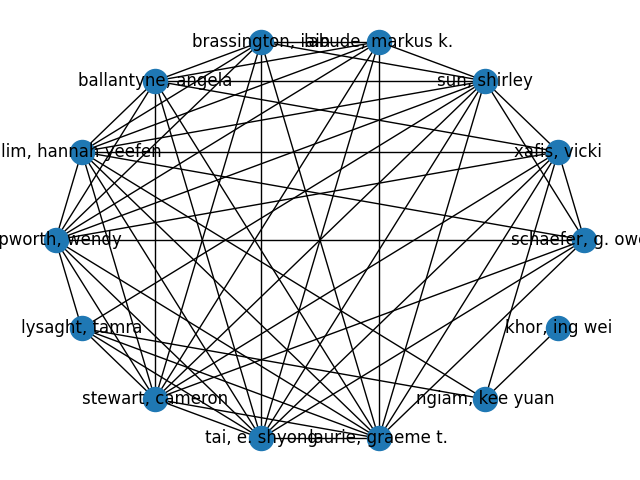 brassington, iain
labude, markus k.
ballantyne, angela
sun, shirley
lim, hannah yeefen
xafis, vicki
pworth, wendy
schaefer, g. owe
lysaght, tamra
khor, ing wei
stewart, cameron
ngiam, kee yuan
tai, e. shyong
laurie, graeme t.